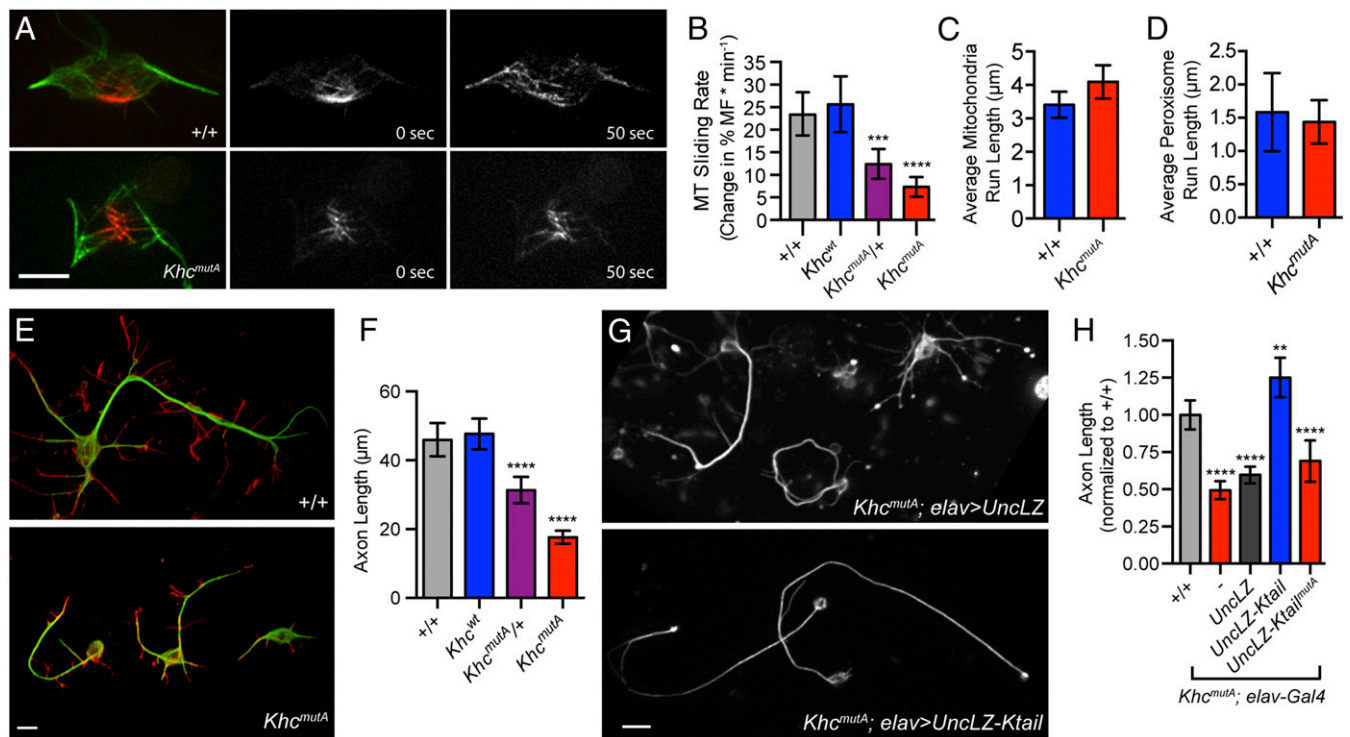 A
+/+
0 sec
50 sec
Khc^mutA
0 sec
50 sec
B
MT Sliding Rate
(Change in % MF * min⁻¹)
35
30
25
20
15
10
5
0
***
****
+/+
Khc^wt
Khc^mutA/+
Khc^mutA
C
Average Mitochondria
Run Length (µm)
5
4
3
2
1
0
+/+
Khc^mutA
D
Average Peroxisome
Run Length (µm)
2.5
2.0
1.5
1.0
0.5
0.0
+/+
Khc^mutA
E
+/+
Khc^mutA
F
Axon Length (µm)
60
40
20
0
****
****
+/+
Khc^wt
Khc^mutA/+
Khc^mutA
G
Khc^mutA; elav>UncLZ
Khc^mutA; elav>UncLZ-Ktail
H
Axon Length
(normalized to +/+)
1.50
1.25
1.00
0.75
0.50
0.25
0.00
****
****
**
****
+/+
-
UncLZ
UncLZ-Ktail
UncLZ-Ktail^mutA
Khc^mutA; elav-Gal4